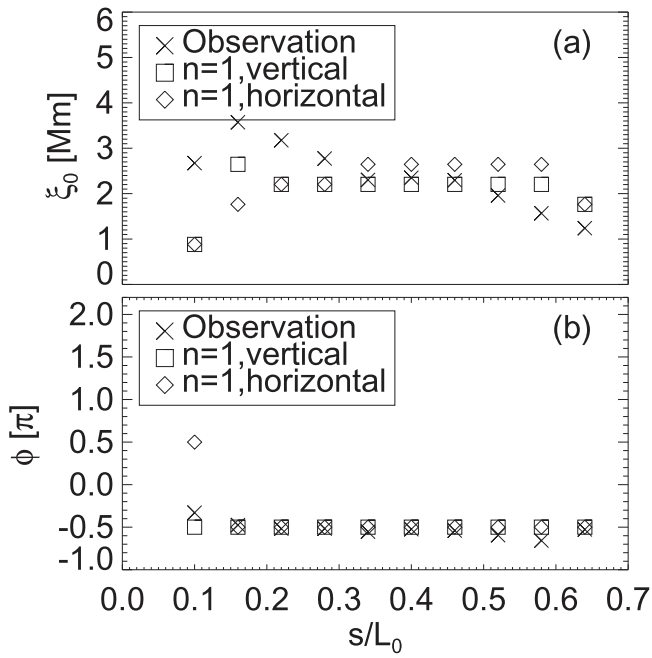 6
5
4
3
2
1
0
ξ₀ [Mm]
Observation
n=1,vertical
n=1,horizontal
(a)
2.0
1.5
1.0
0.5
0.0
-0.5
-1.0
ϕ [π]
Observation
n=1,vertical
n=1,horizontal
(b)
0.0 0.1 0.2 0.3 0.4 0.5 0.6 0.7
s/L₀